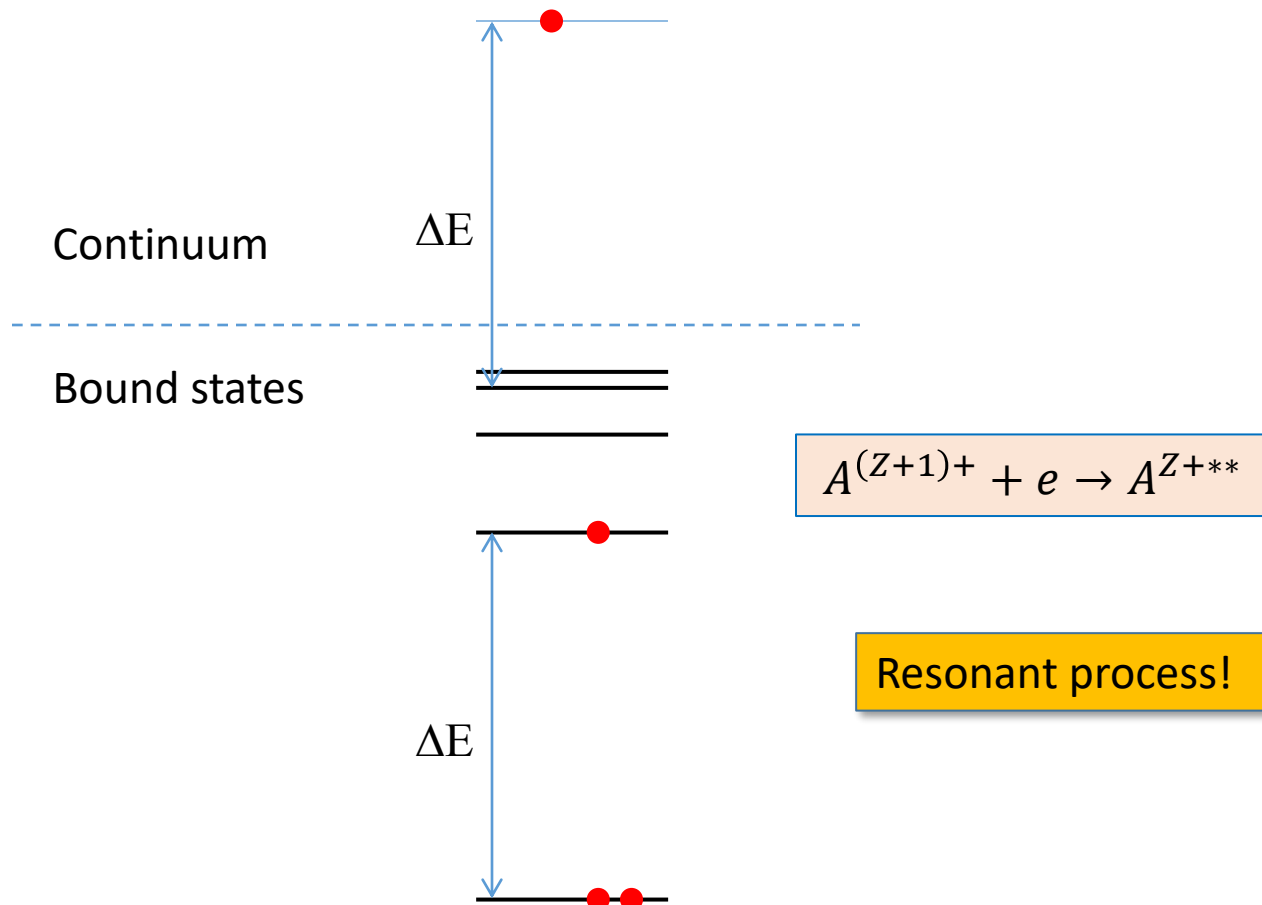 ΔE
Continuum
Bound states
A^{(Z+1)+} + e → A^{Z+**}
Resonant process!
ΔE